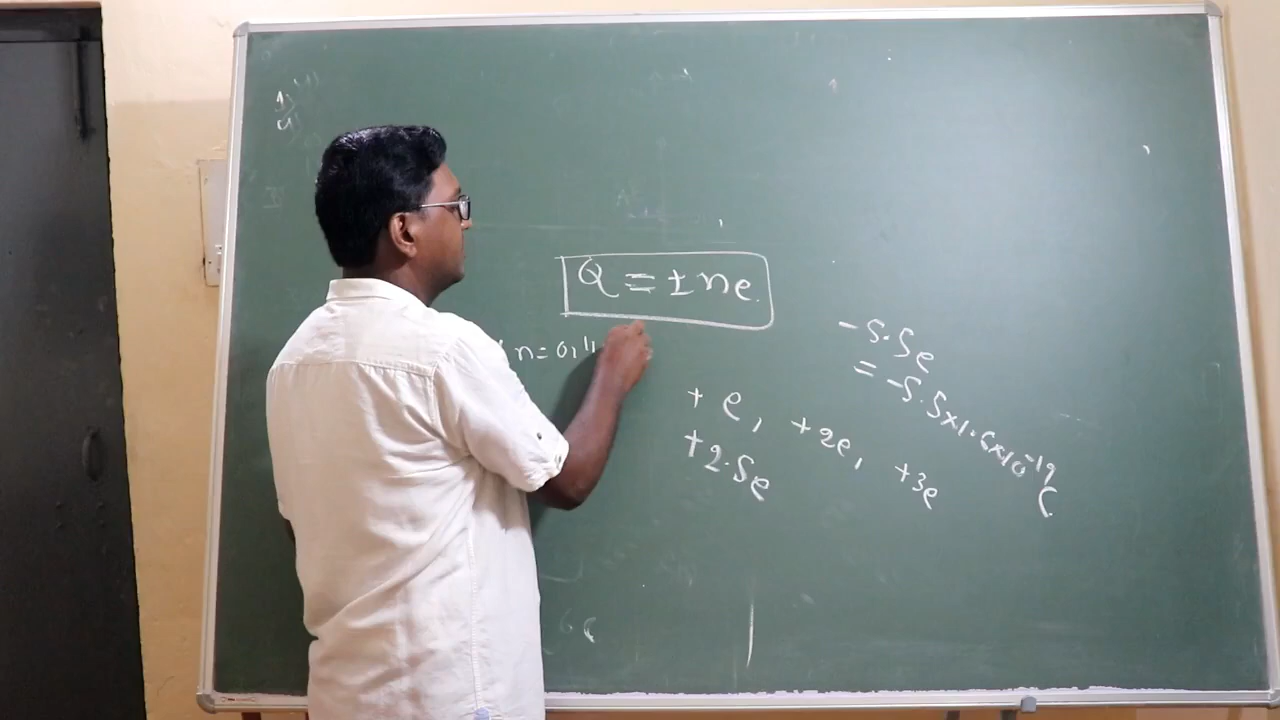 Q = ± ne
n = 0, 1,
+ e, + 2e, + 3e
+ 2.5e
- 5.5e
= - 5.5 × 1.6 × 10⁻¹⁹ C